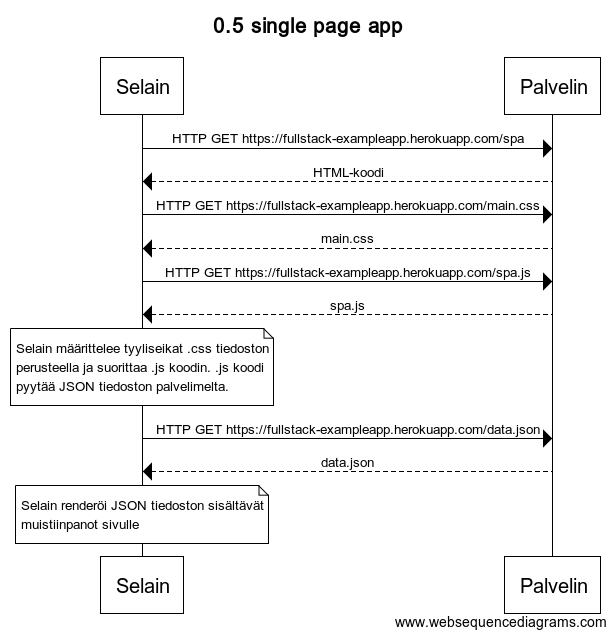 0.5 single page app
Selain
Palvelin
HTTP GET https://fullstack-exampleapp.herokuapp.com/spa
HTML-koodi
HTTP GET https://fullstack-exampleapp.herokuapp.com/main.css
main.css
HTTP GET https://fullstack-exampleapp.herokuapp.com/spa.js
spa.js
Selain määrittelee tyyliseikat .css tiedoston
perusteella ja suorittaa .js koodin. .js koodi
pyytää JSON tiedoston palvelimelta.
HTTP GET https://fullstack-exampleapp.herokuapp.com/data.json
data.json
Selain renderöi JSON tiedoston sisältävät
muistiinpanot sivulle
Selain
Palvelin
www.websequencediagrams.com